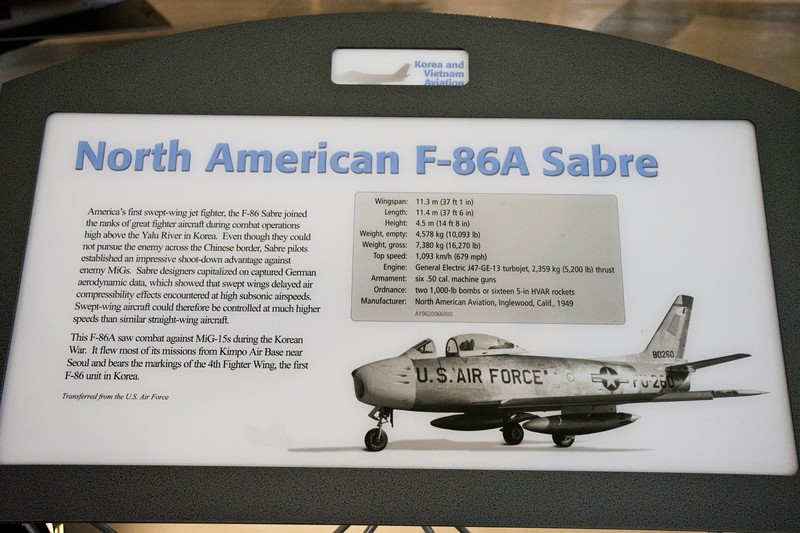 Korea and
Vietnam
Aviation
North American F-86A Sabre
America's first swept-wing jet fighter, the F-86 Sabre joined
the ranks of great fighter aircraft during combat operations
high above the Yalu River in Korea. Even though they could
not pursue the enemy across the Chinese border, Sabre pilots
established an impressive shoot-down advantage against
enemy MiGs. Sabre designers capitalized on captured German
aerodynamic data, which showed that swept wings delayed air
compressibility effects encountered at high subsonic airspeeds.
Swept-wing aircraft could therefore be controlled at much higher
speeds than similar straight-wing aircraft.
This F-86A saw combat against MiG-15s during the Korean
War. It flew most of its missions from Kimpo Air Base near
Seoul and bears the markings of the 4th Fighter Wing, the first
F-86 unit in Korea.
Transferred from the U.S. Air Force
Wingspan: 11.3 m (37 ft 1 in)
Length: 11.4 m (37 ft 6 in)
Height: 4.5 m (14 ft 8 in)
Weight, empty: 4,578 kg (10,093 lb)
Weight, gross: 7,380 kg (16,270 lb)
Top speed: 1,093 km/h (679 mph)
Engine: General Electric J47-GE-13 turbojet, 2,359 kg (5,200 lb) thrust
Armament: six .50 cal. machine guns
Ordnance: two 1,000-lb bombs or sixteen 5-in HVAR rockets
Manufacturer: North American Aviation, Inglewood, Calif., 1949
A19620066000
80260
U.S. AIR FORCE
FU-260